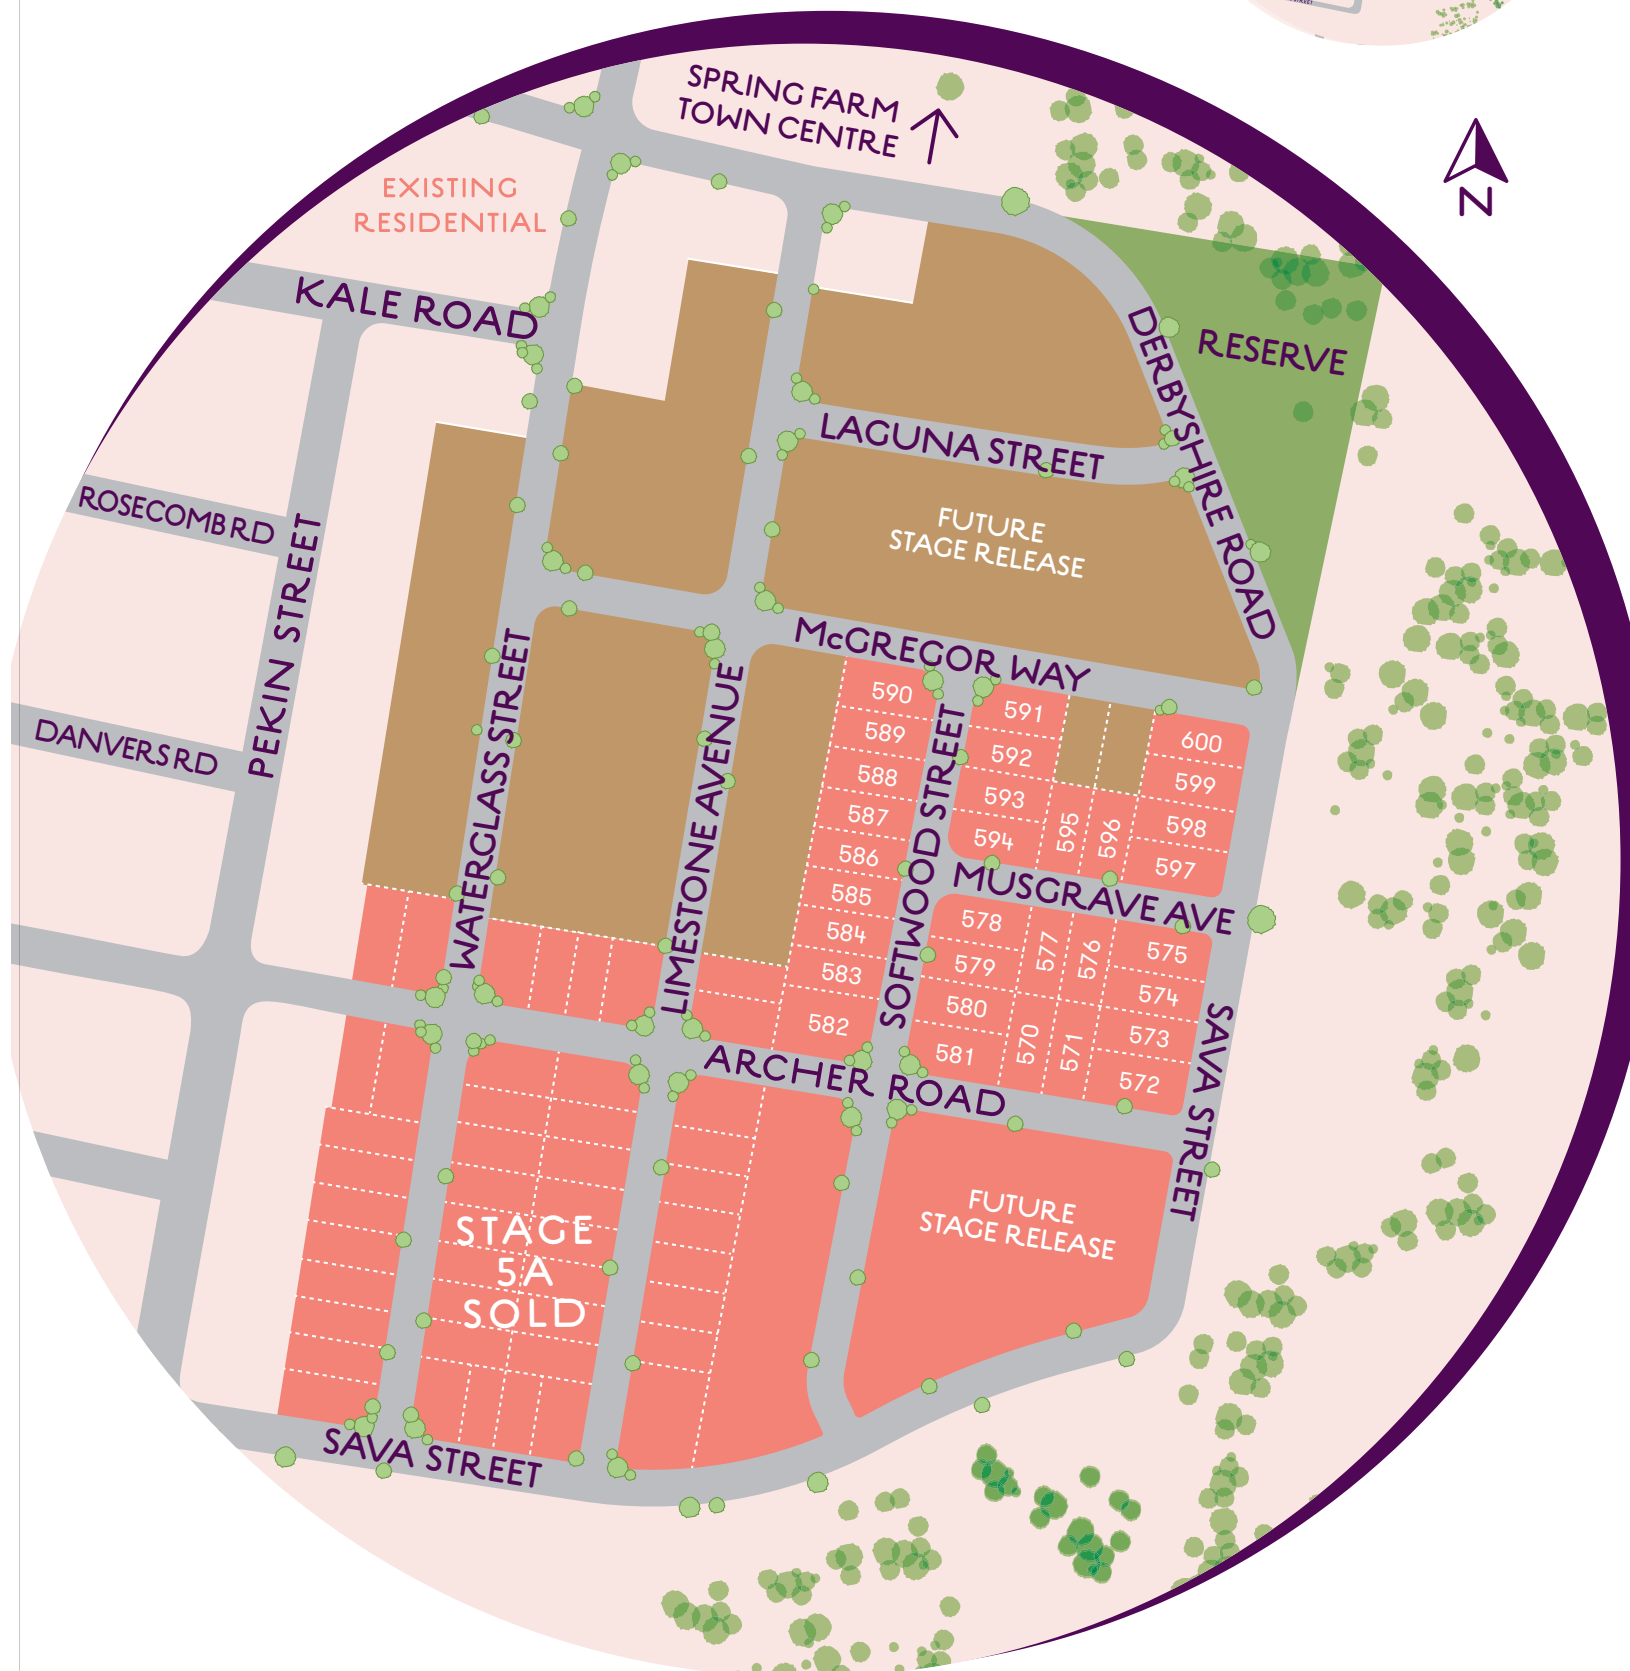 SPRING FARM
TOWN CENTRE
N
EXISTING
RESIDENTIAL
KALE ROAD
RESERVE
DERBYSHIRE ROAD
LAGUNA STREET
ROSECOMB RD
PEKIN STREET
FUTURE
STAGE RELEASE
McGREGOR WAY
DANVERS RD
WATERGLASS STREET
LIMESTONE AVENUE
SOFTWOOD STREET
590
589
588
587
586
585
584
583
582
591
592
593
594
595
596
600
599
598
597
MUSGRAVE AVE
578
579
580
581
577
576
570
571
575
574
573
572
SAVA STREET
ARCHER ROAD
FUTURE
STAGE RELEASE
STAGE
5A
SOLD
SAVA STREET